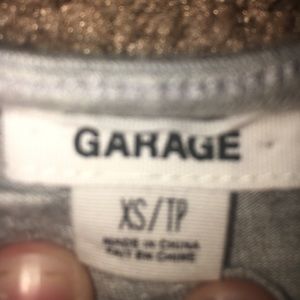 GARAGE
XS/TP
MADE IN CHINA
FAIT EN CHINE